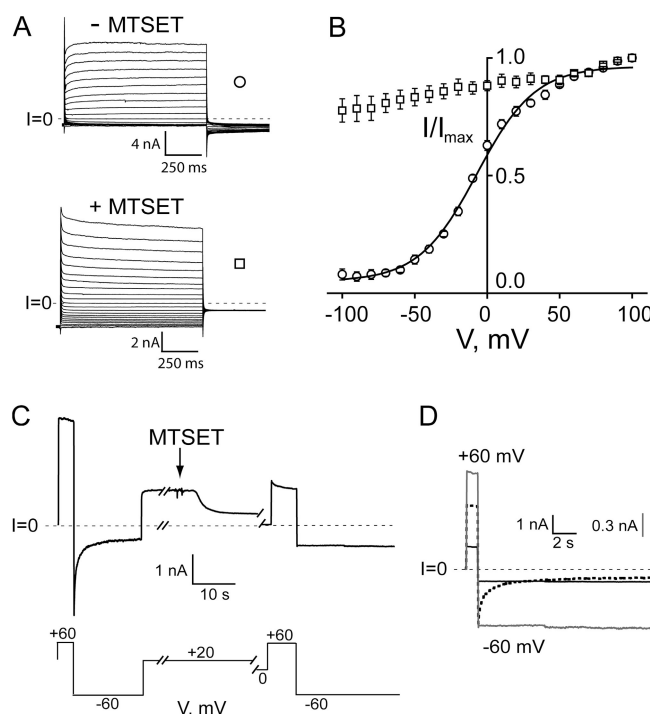 A
- MTSET
I=0
4 nA
250 ms
+ MTSET
I=0
2 nA
250 ms
B
1.0
I/Imax
0.5
0.0
-100 -50 0 50 100
V, mV
C
MTSET
I=0
1 nA
10 s
+60
+20
+60
0
-60
-60
V, mV
D
+60 mV
1 nA
2 s
0.3 nA
I=0
-60 mV